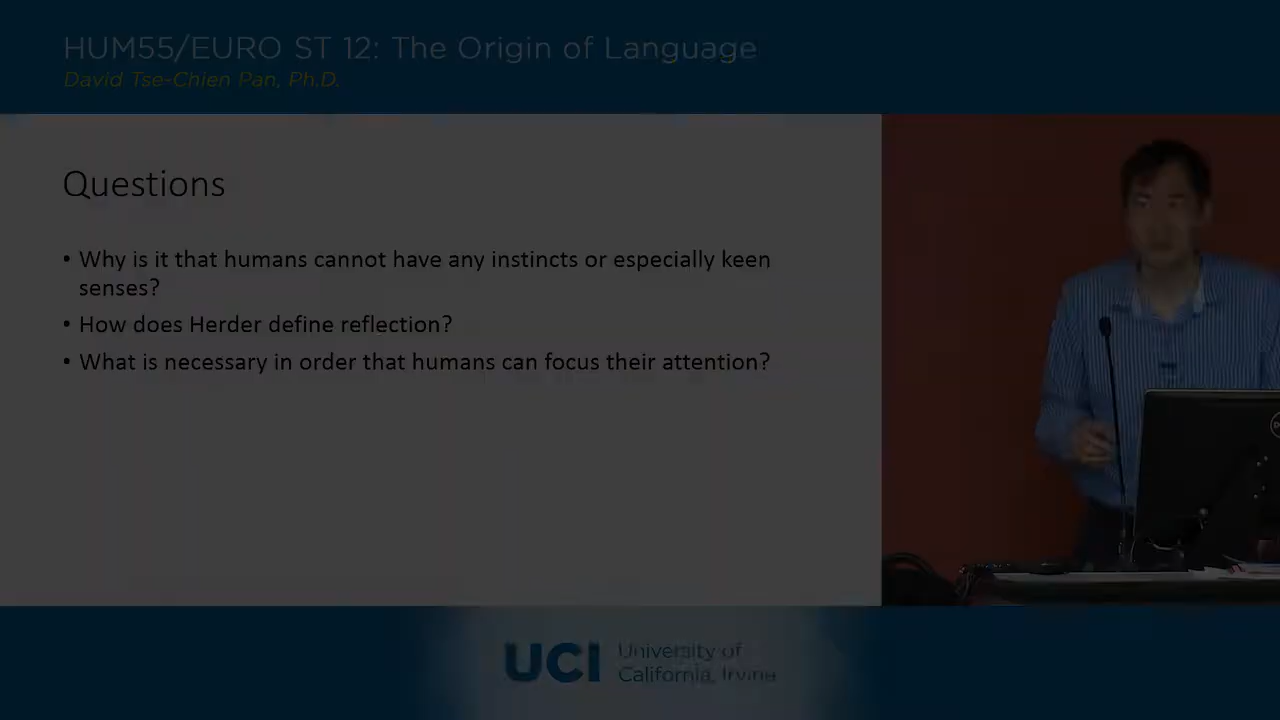 HUM55/EURO ST 12: The Origin of Language
David Tse-Chien Pan, Ph.D.
Questions
• Why is it that humans cannot have any instincts or especially keen
senses?
• How does Herder define reflection?
• What is necessary in order that humans can focus their attention?
UCI University of
California, Irvine